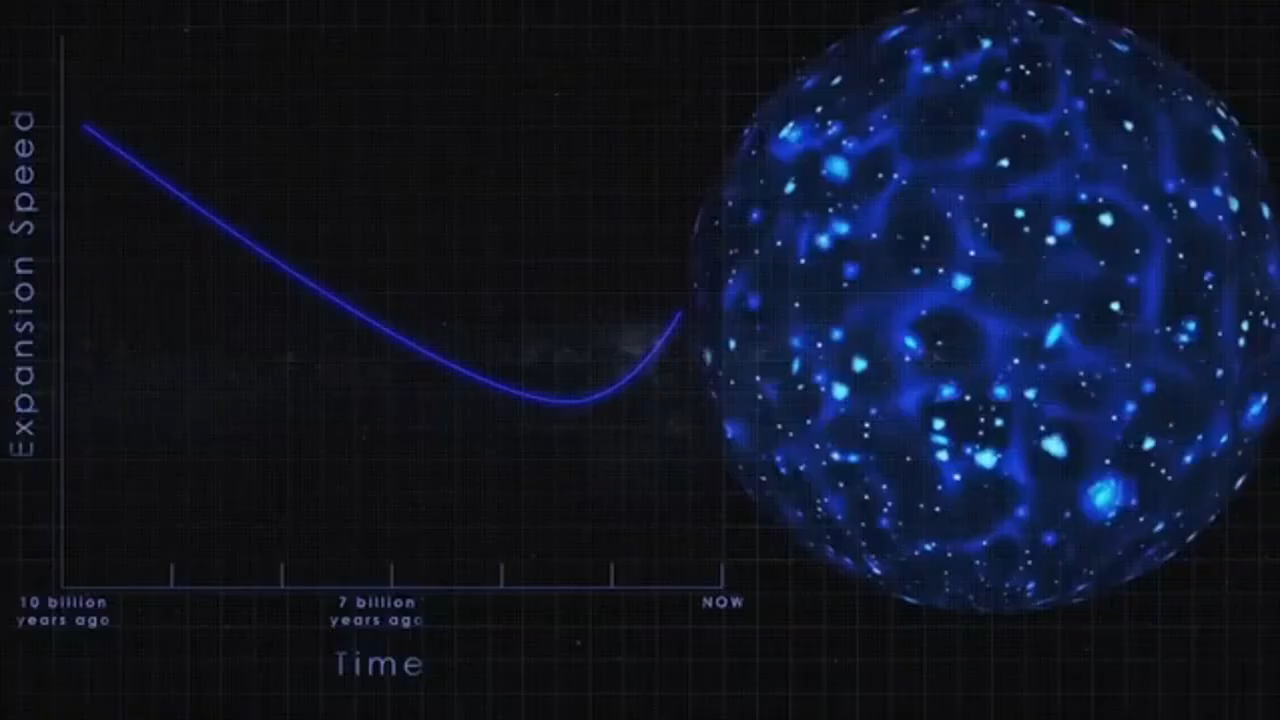 Expansion Speed
10 billion
years ago
7 billion
years ago
NOW
Time